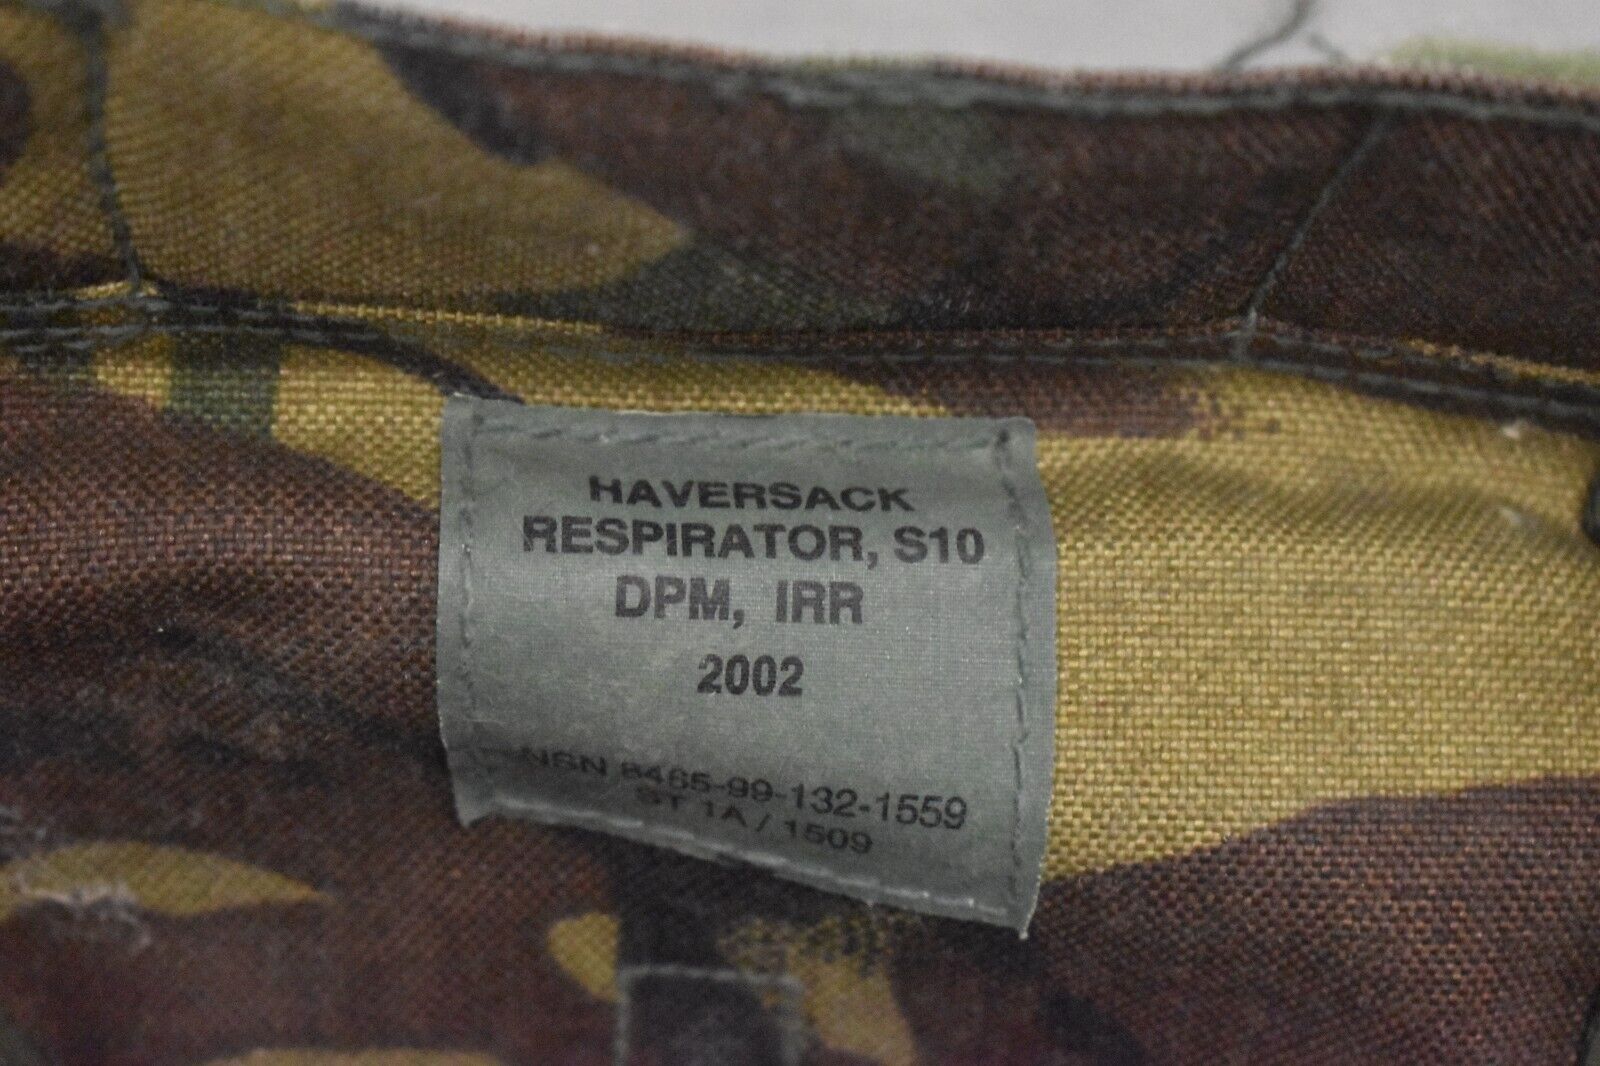 HAVERSACK
RESPIRATOR, S10
DPM, IRR
2002
NSN 8465-99-132-1559
ST 1A / 1509